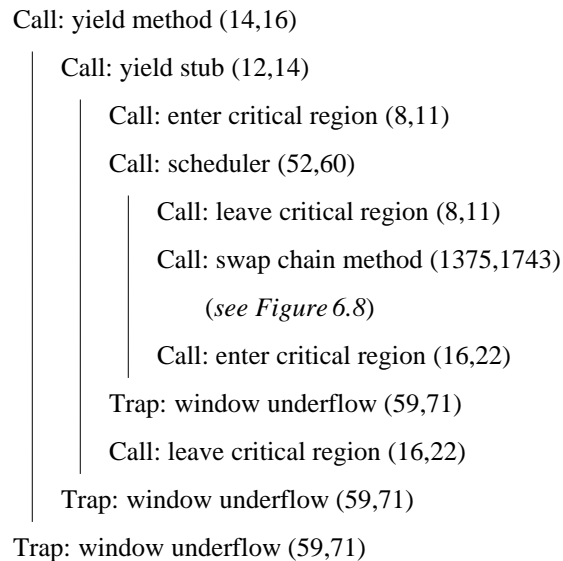 Call: yield method (14,16)
Call: yield stub (12,14)
Call: enter critical region (8,11)
Call: scheduler (52,60)
Call: leave critical region (8,11)
Call: swap chain method (1375,1743)
(see Figure 6.8)
Call: enter critical region (16,22)
Trap: window underflow (59,71)
Call: leave critical region (16,22)
Trap: window underflow (59,71)
Trap: window underflow (59,71)